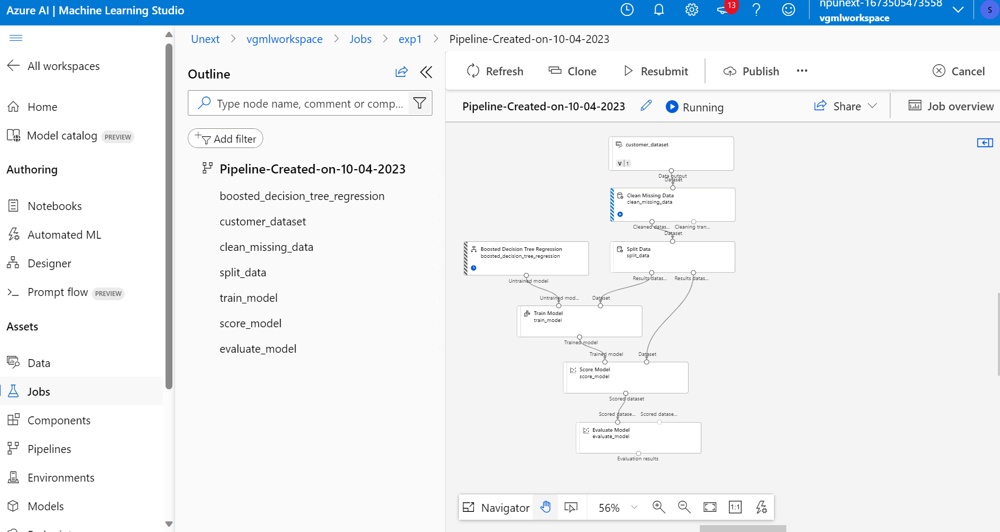 Azure AI | Machine Learning Studio
13
npunext-1673505473558
vgmlworkspace
S
All workspaces
Home
Model catalog PREVIEW
Authoring
Notebooks
Automated ML
Designer
Prompt flow PREVIEW
Assets
Data
Jobs
Components
Pipelines
Environments
Models
Unext > vgmlworkspace > Jobs > exp1 > Pipeline-Created-on-10-04-2023
Outline
Type node name, comment or comp...
Add filter
Pipeline-Created-on-10-04-2023
boosted_decision_tree_regression
customer_dataset
clean_missing_data
split_data
train_model
score_model
evaluate_model
Refresh
Clone
Resubmit
Publish
...
Cancel
Pipeline-Created-on-10-04-2023
Running
Share
Job overview
customer_dataset
V | 1
Data output
Dataset
Clean Missing Data
clean_missing_data
Cleaned datas... Cleaning tran...
Dataset
Boosted Decision Tree Regression
boosted_decision_tree_regression
Untrained model
Split Data
split_data
Results datas... Results datas...
Untrained mod... Dataset
Train Model
train_model
Trained model
Trained model Dataset
Score Model
score_model
Scored dataset
Scored datase... Scored datase...
Evaluate Model
evaluate_model
Evaluation results
Navigator
56%
1:1